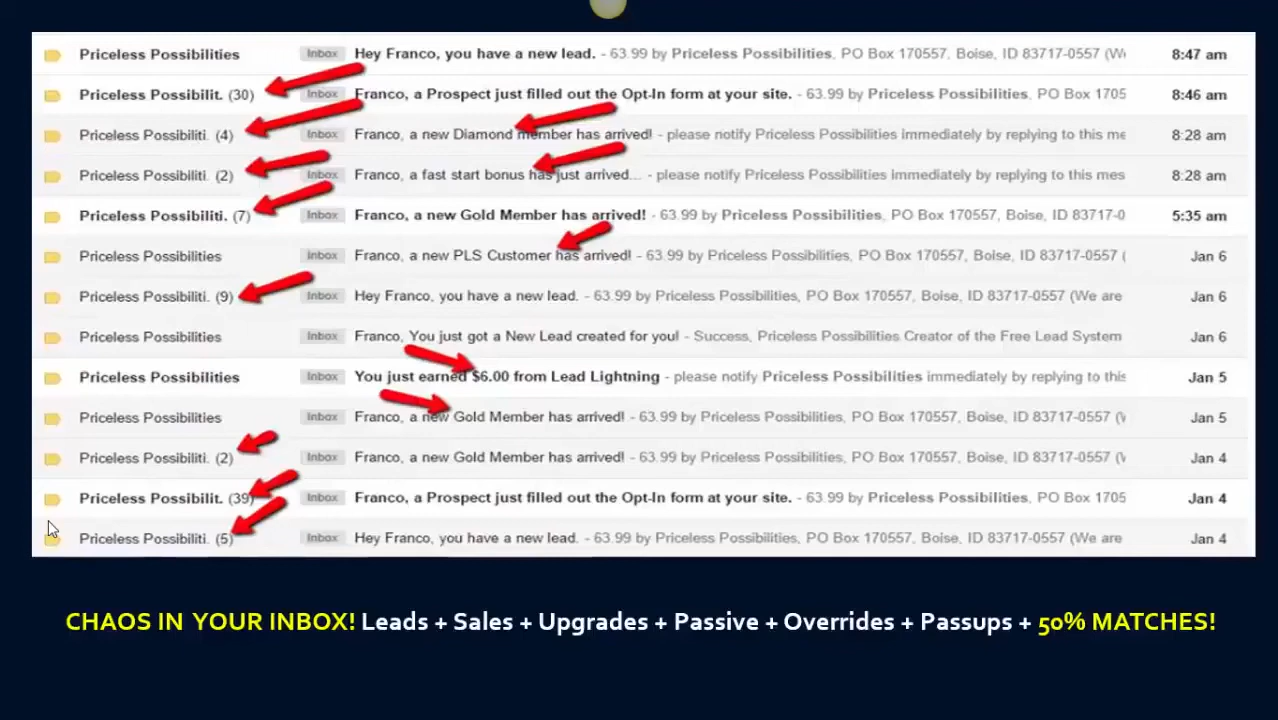 Priceless Possibilities Inbox Hey Franco, you have a new lead. - 63.99 by Priceless Possibilities, PO Box 170557, Boise, ID 83717-0557 (We 8:47 am
Priceless Possibilit. (30) Inbox Franco, a Prospect just filled out the Opt-In form at your site. - 63.99 by Priceless Possibilities, PO Box 1705 8:46 am
Priceless Possibiliti. (4) Inbox Franco, a new Diamond member has arrived! - please notify Priceless Possibilities immediately by replying to this me 8:28 am
Priceless Possibiliti. (2) Inbox Franco, a fast start bonus has just arrived... - please notify Priceless Possibilities immediately by replying to this mes 8:28 am
Priceless Possibiliti. (7) Inbox Franco, a new Gold Member has arrived! - 63.99 by Priceless Possibilities, PO Box 170557, Boise, ID 83717-0 5:35 am
Priceless Possibilities Inbox Franco, a new PLS Customer has arrived! - 63.99 by Priceless Possibilities, PO Box 170557, Boise, ID 83717-0557 ( Jan 6
Priceless Possibiliti. (9) Inbox Hey Franco, you have a new lead. - 63.99 by Priceless Possibilities, PO Box 170557, Boise, ID 83717-0557 (We are Jan 6
Priceless Possibilities Inbox Franco, You just got a New Lead created for you! - Success, Priceless Possibilities Creator of the Free Lead System Jan 6
Priceless Possibilities Inbox You just earned $6.00 from Lead Lightning - please notify Priceless Possibilities immediately by replying to this Jan 5
Priceless Possibilities Inbox Franco, a new Gold Member has arrived! - 63.99 by Priceless Possibilities, PO Box 170557, Boise, ID 83717-0557 (W Jan 5
Priceless Possibiliti. (2) Inbox Franco, a new Gold Member has arrived! - 63.99 by Priceless Possibilities, PO Box 170557, Boise, ID 83717-0557 (W Jan 4
Priceless Possibilit. (39) Inbox Franco, a Prospect just filled out the Opt-In form at your site. - 63.99 by Priceless Possibilities, PO Box 1705 Jan 4
Priceless Possibiliti. (5) Inbox Hey Franco, you have a new lead. - 63.99 by Priceless Possibilities, PO Box 170557, Boise, ID 83717-0557 (We are Jan 4
CHAOS IN YOUR INBOX! Leads + Sales + Upgrades + Passive + Overrides + Passups + 50% MATCHES!